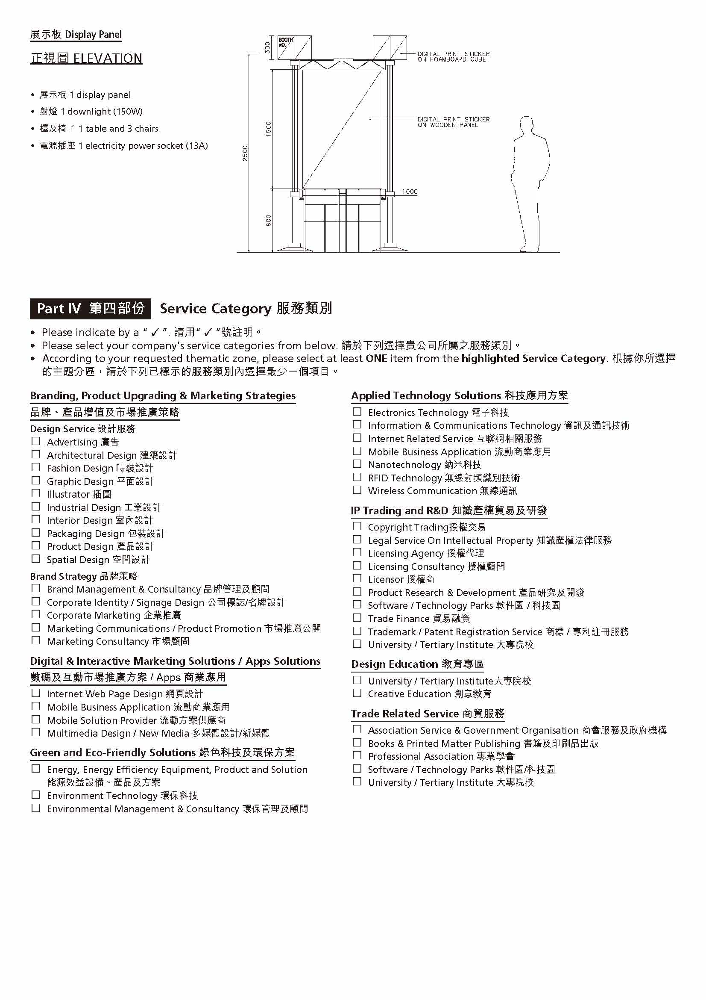 展示板 Display Panel
正視圖 ELEVATION
• 展示板 1 display panel
• 射燈 1 downlight (150W)
• 檯及椅子 1 table and 3 chairs
• 電源插座 1 electricity power socket (13A)
BOOTH
NO.
300
DIGITAL PRINT STICKER
ON FOAMBOARD CUBE
1500
DIGITAL PRINT STICKER
ON WOODEN PANEL
2500
1000
800
Part IV 第四部份 Service Category 服務類別
• Please indicate by a “ ✓ ”. 請用“ ✓ ”號註明。
• Please select your company's service categories from below. 請於下列選擇貴公司所屬之服務類別。
• According to your requested thematic zone, please select at least ONE item from the highlighted Service Category. 根據你所選擇
的主題分區，請於下列已標示的服務類別內選擇最少一個項目。
Branding, Product Upgrading & Marketing Strategies
品牌、產品增值及市場推廣策略
Design Service 設計服務
☐ Advertising 廣告
☐ Architectural Design 建築設計
☐ Fashion Design 時裝設計
☐ Graphic Design 平面設計
☐ Illustrator 插圖
☐ Industrial Design 工業設計
☐ Interior Design 室內設計
☐ Packaging Design 包裝設計
☐ Product Design 產品設計
☐ Spatial Design 空間設計
Brand Strategy 品牌策略
☐ Brand Management & Consultancy 品牌管理及顧問
☐ Corporate Identity / Signage Design 公司標誌/名牌設計
☐ Corporate Marketing 企業推廣
☐ Marketing Communications / Product Promotion 市場推廣公關
☐ Marketing Consultancy 市場顧問
Digital & Interactive Marketing Solutions / Apps Solutions
數碼及互動市場推廣方案 / Apps 商業應用
☐ Internet Web Page Design 網頁設計
☐ Mobile Business Application 流動商業應用
☐ Mobile Solution Provider 流動方案供應商
☐ Multimedia Design / New Media 多媒體設計/新媒體
Green and Eco-Friendly Solutions 綠色科技及環保方案
☐ Energy, Energy Efficiency Equipment, Product and Solution
能源效益設備、產品及方案
☐ Environment Technology 環保科技
☐ Environmental Management & Consultancy 環保管理及顧問
Applied Technology Solutions 科技應用方案
☐ Electronics Technology 電子科技
☐ Information & Communications Technology 資訊及通訊技術
☐ Internet Related Service 互聯網相關服務
☐ Mobile Business Application 流動商業應用
☐ Nanotechnology 納米科技
☐ RFID Technology 無線射頻識別技術
☐ Wireless Communication 無線通訊
IP Trading and R&D 知識產權貿易及研發
☐ Copyright Trading授權交易
☐ Legal Service On Intellectual Property 知識產權法律服務
☐ Licensing Agency 授權代理
☐ Licensing Consultancy 授權顧問
☐ Licensor 授權商
☐ Product Research & Development 產品研究及開發
☐ Software / Technology Parks 軟件園 / 科技園
☐ Trade Finance 貿易融資
☐ Trademark / Patent Registration Service 商標 / 專利註冊服務
☐ University / Tertiary Institute 大專院校
Design Education 教育專區
☐ University / Tertiary Institute大專院校
☐ Creative Education 創意教育
Trade Related Service 商貿服務
☐ Association Service & Government Organisation 商會服務及政府機構
☐ Books & Printed Matter Publishing 書籍及印刷品出版
☐ Professional Association 專業學會
☐ Software / Technology Parks 軟件園/科技園
☐ University / Tertiary Institute 大專院校